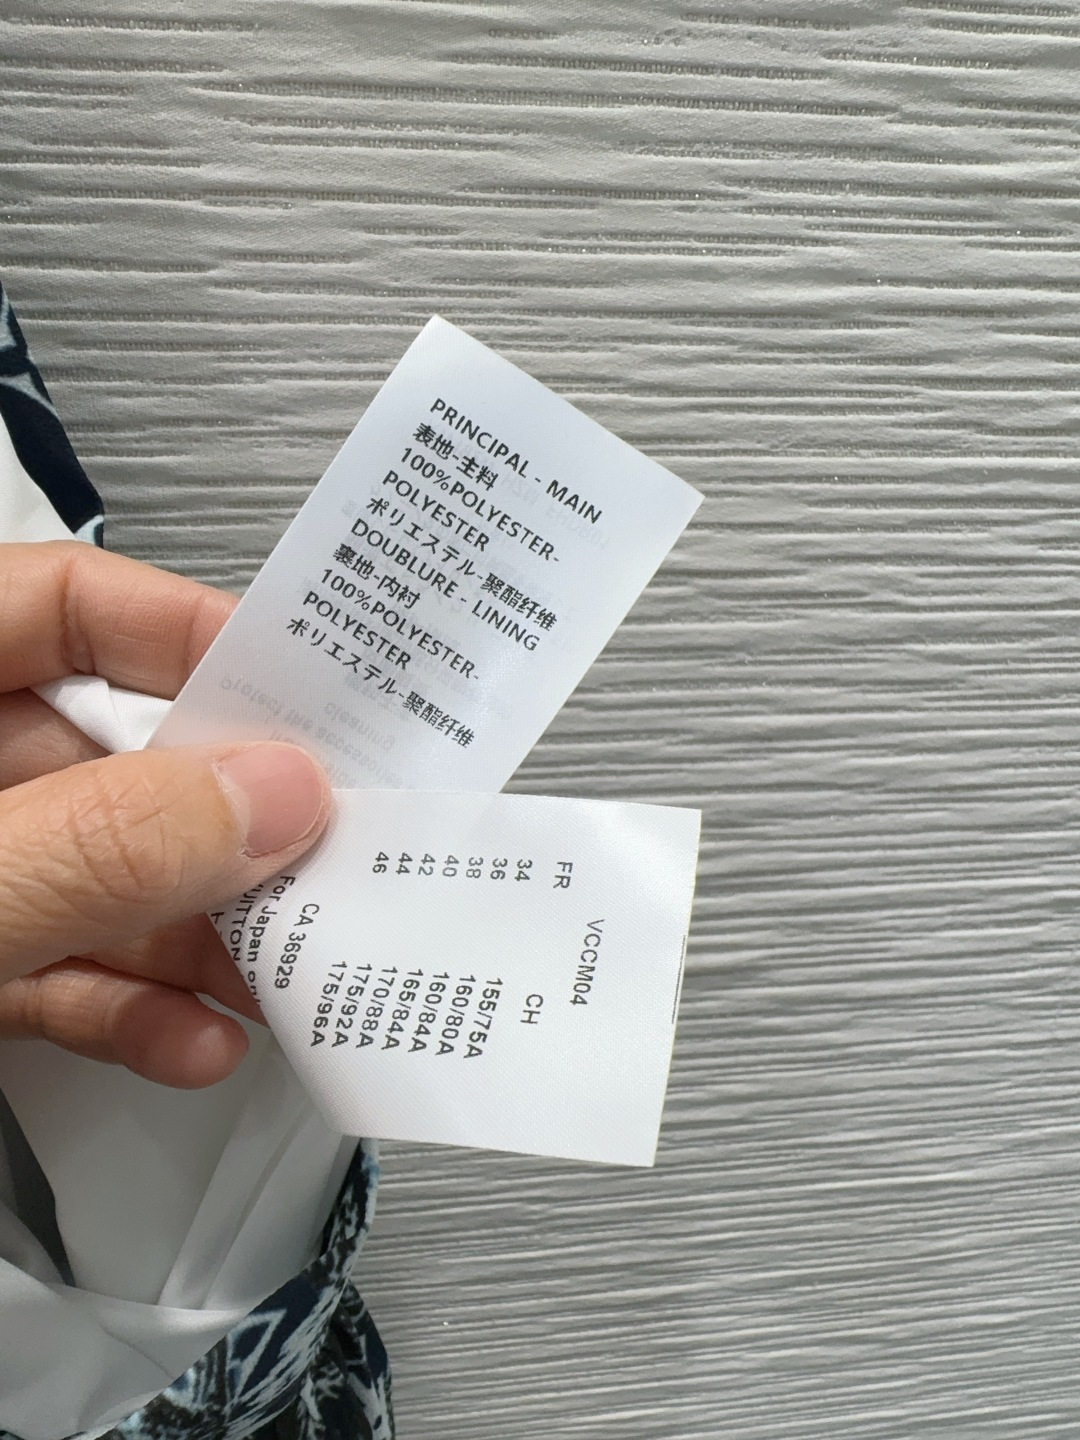 PRINCIPAL - MAIN
表地-主料
100%POLYESTER-
POLYESTER
ポリエステル-聚酯纤维
DOUBLURE - LINING
裏地-内衬
100%POLYESTER-
POLYESTER
ポリエステル-聚酯纤维
VCCM04
FR CH
34 155/75A
36 160/80A
38 160/84A
40 165/84A
42 170/88A
44 175/92A
46 175/96A
CA 36929
For Japan
UITTON